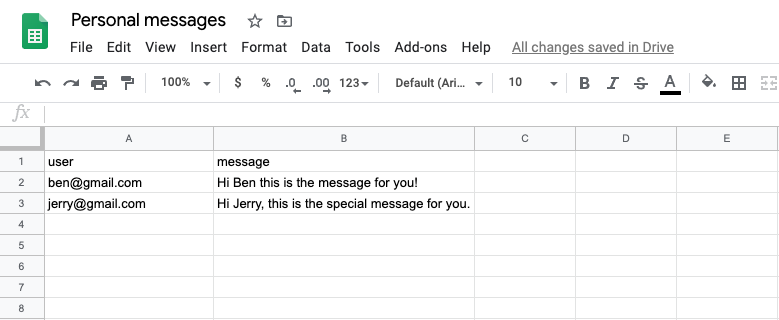 Personal messages
File Edit View Insert Format Data Tools Add-ons Help All changes saved in Drive
100% $ % .0 .00 123 Default (Ari... 10 B I S A
fx
A B C D E
1 user message
2 ben@gmail.com Hi Ben this is the message for you!
3 jerry@gmail.com Hi Jerry, this is the special message for you.
4
5
6
7
8